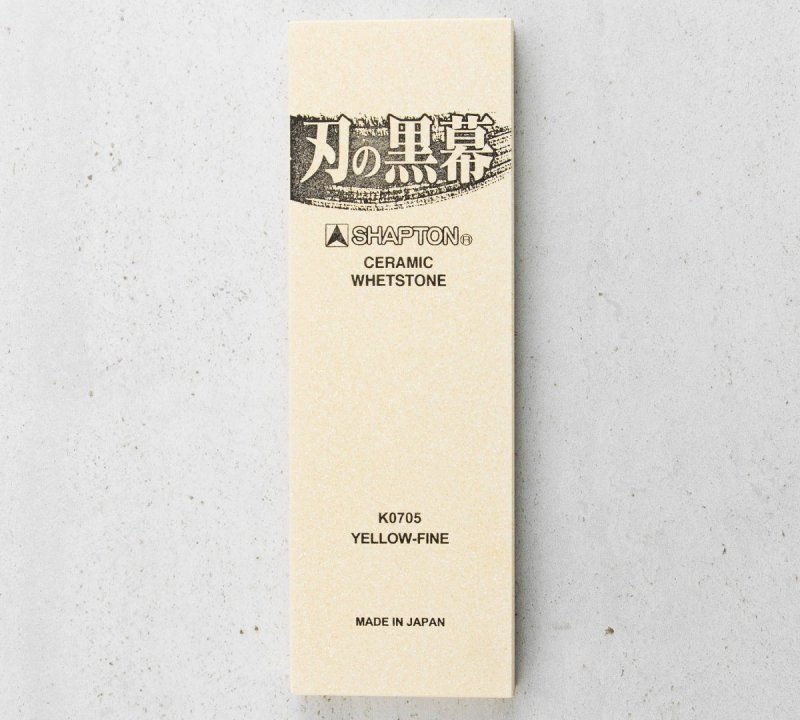 刃の黒幕
SHAPTON®
CERAMIC
WHETSTONE
K0705
YELLOW-FINE
MADE IN JAPAN